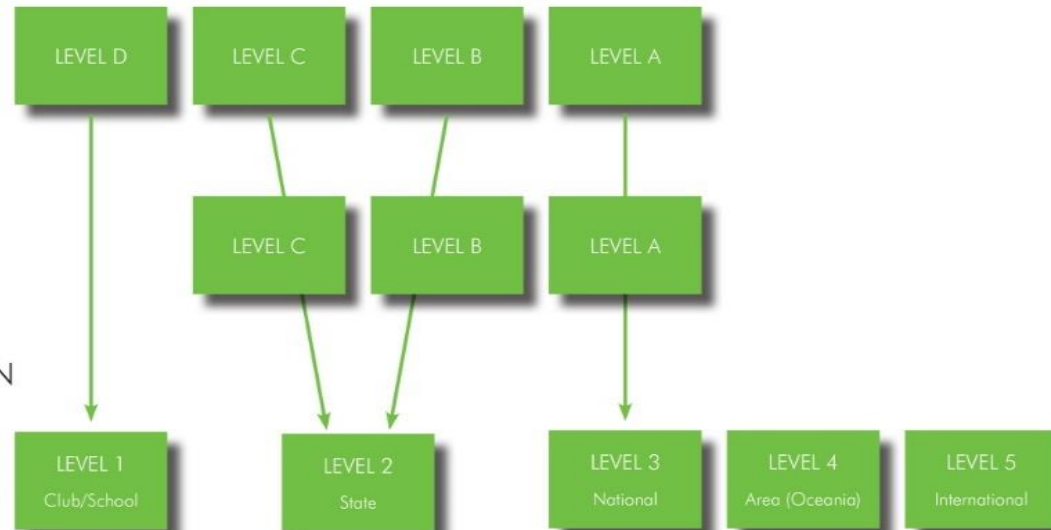 LEVEL D
LEVEL C
LEVEL B
LEVEL A
LEVEL C
LEVEL B
LEVEL A
N
LEVEL 1
Club/School
LEVEL 2
State
LEVEL 3
National
LEVEL 4
Area (Oceania)
LEVEL 5
International